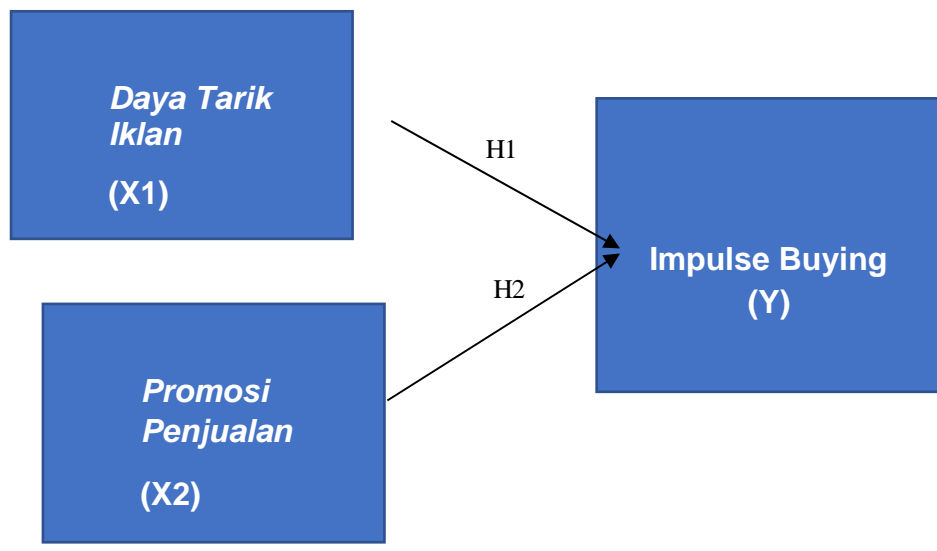 Daya Tarik
Iklan
(X1)
H1
Impulse Buying
(Y)
H2
Promosi
Penjualan
(X2)